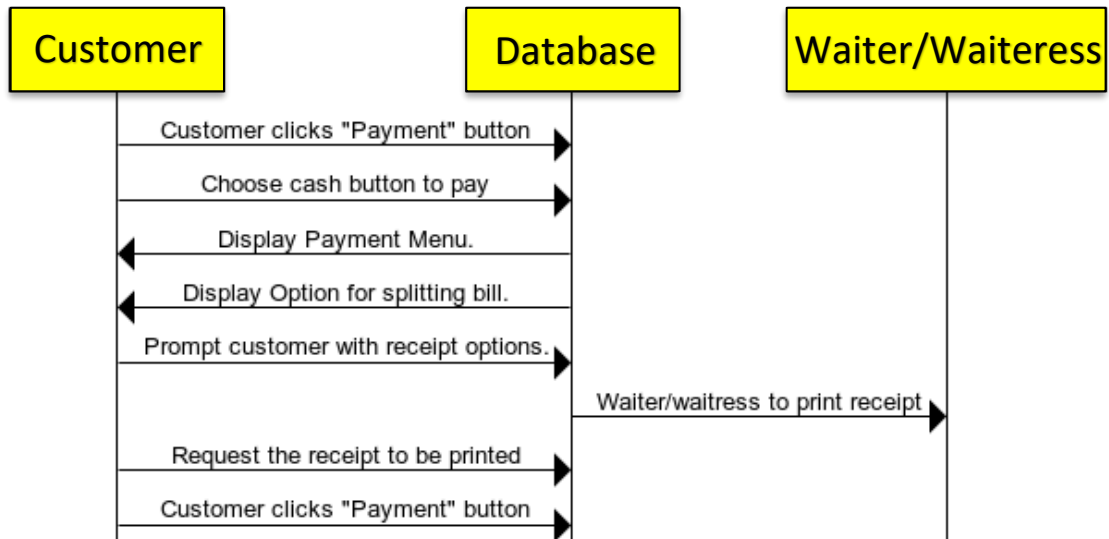 Customer
Database
Waiter/Waiteress
Customer clicks "Payment" button
Choose cash button to pay
Display Payment Menu.
Display Option for splitting bill.
Prompt customer with receipt options.
Waiter/waitress to print receipt
Request the receipt to be printed
Customer clicks "Payment" button